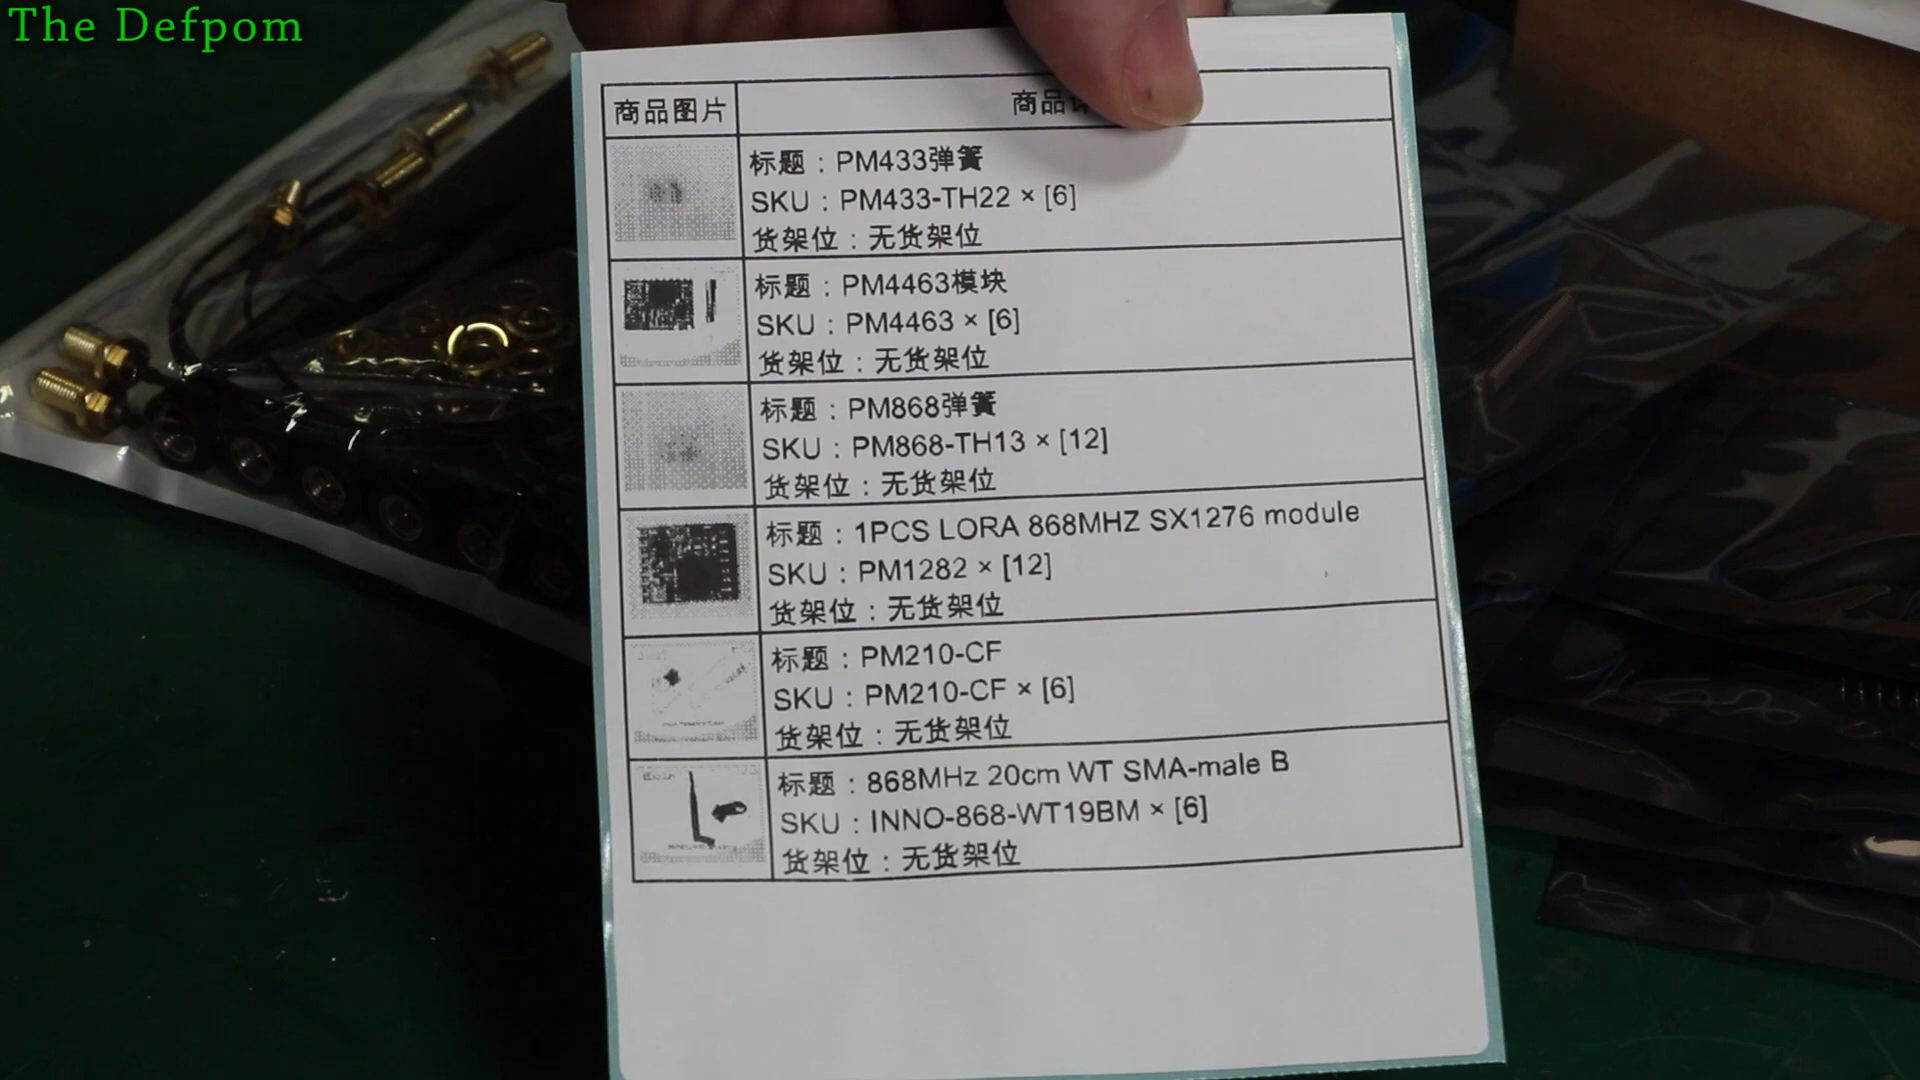 The Defpom
商品图片
商品
标题：PM433弹簧
SKU：PM433-TH22 × [6]
货架位：无货架位
标题：PM4463模块
SKU：PM4463 × [6]
货架位：无货架位
标题：PM868弹簧
SKU：PM868-TH13 × [12]
货架位：无货架位
标题：1PCS LORA 868MHZ SX1276 module
SKU：PM1282 × [12]
货架位：无货架位
标题：PM210-CF
SKU：PM210-CF × [6]
货架位：无货架位
标题：868MHz 20cm WT SMA-male B
SKU：INNO-868-WT19BM × [6]
货架位：无货架位